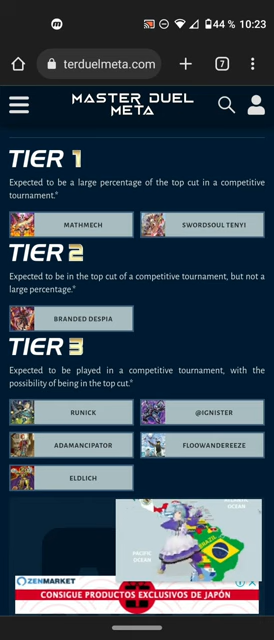 44 % 10:23
terduelmeta.com
7
MASTER DUEL
META
TIER 1
Expected to be a large percentage of the top cut in a competitive
tournament.*
MATHMECH
SWORDSOUL TENYI
TIER 2
Expected to be in the top cut of a competitive tournament, but not a
large percentage.*
BRANDED DESPIA
TIER 3
Expected to be played in a competitive tournament, with the
possibility of being in the top cut.*
RUNICK
@IGNISTER
ADAMANCIPATOR
FLOOWANDEREEZE
ELDLICH
OCEAN
PACIFIC
OCEAN
BRAZIL
ZENMARKET
CONSIGUE PRODUCTOS EXCLUSIVOS DE JAPÓN